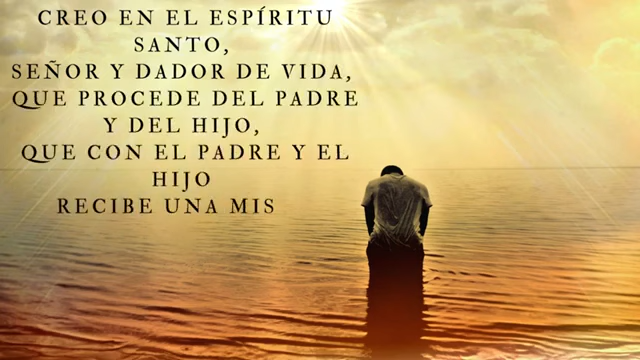 CREO EN EL ESPÍRITU
SANTO,
SEÑOR Y DADOR DE VIDA,
QUE PROCEDE DEL PADRE
Y DEL HIJO,
QUE CON EL PADRE Y EL
HIJO
RECIBE UNA MIS